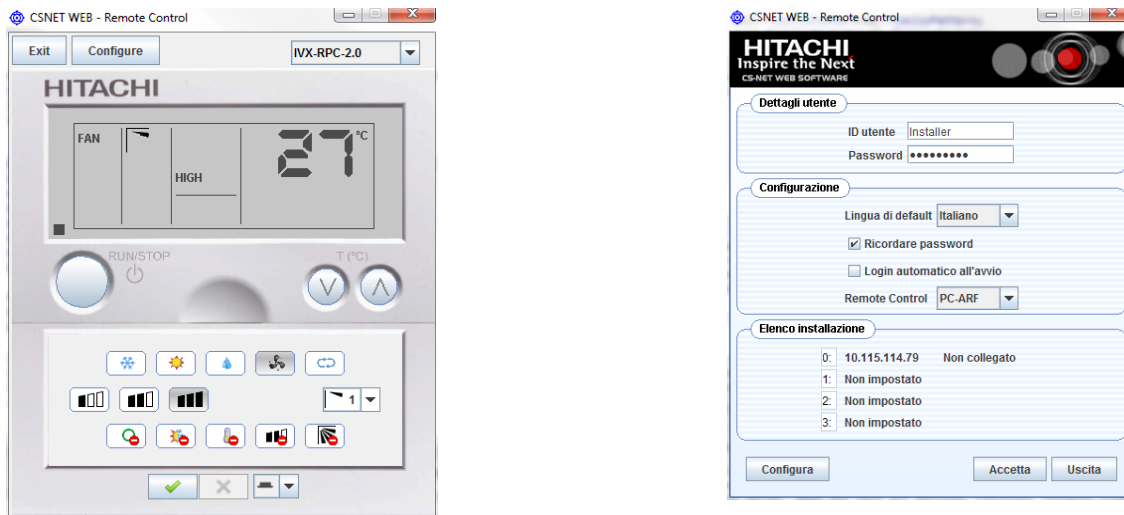 CSNET WEB - Remote Control
Exit Configure IVX-RPC-2.0
HITACHI
FAN 27 °C
HIGH
RUN/STOP T (°C)
1
CSNET WEB - Remote Control
HITACHI
Inspire the Next
CS-NET WEB SOFTWARE
Dettagli utente
ID utente Installer
Password •••••••••
Configurazione
Lingua di default Italiano
Ricordare password
Login automatico all'avvio
Remote Control PC-ARF
Elenco installazione
0: 10.115.114.79 Non collegato
1: Non impostato
2: Non impostato
3: Non impostato
Configura Accetta Uscita